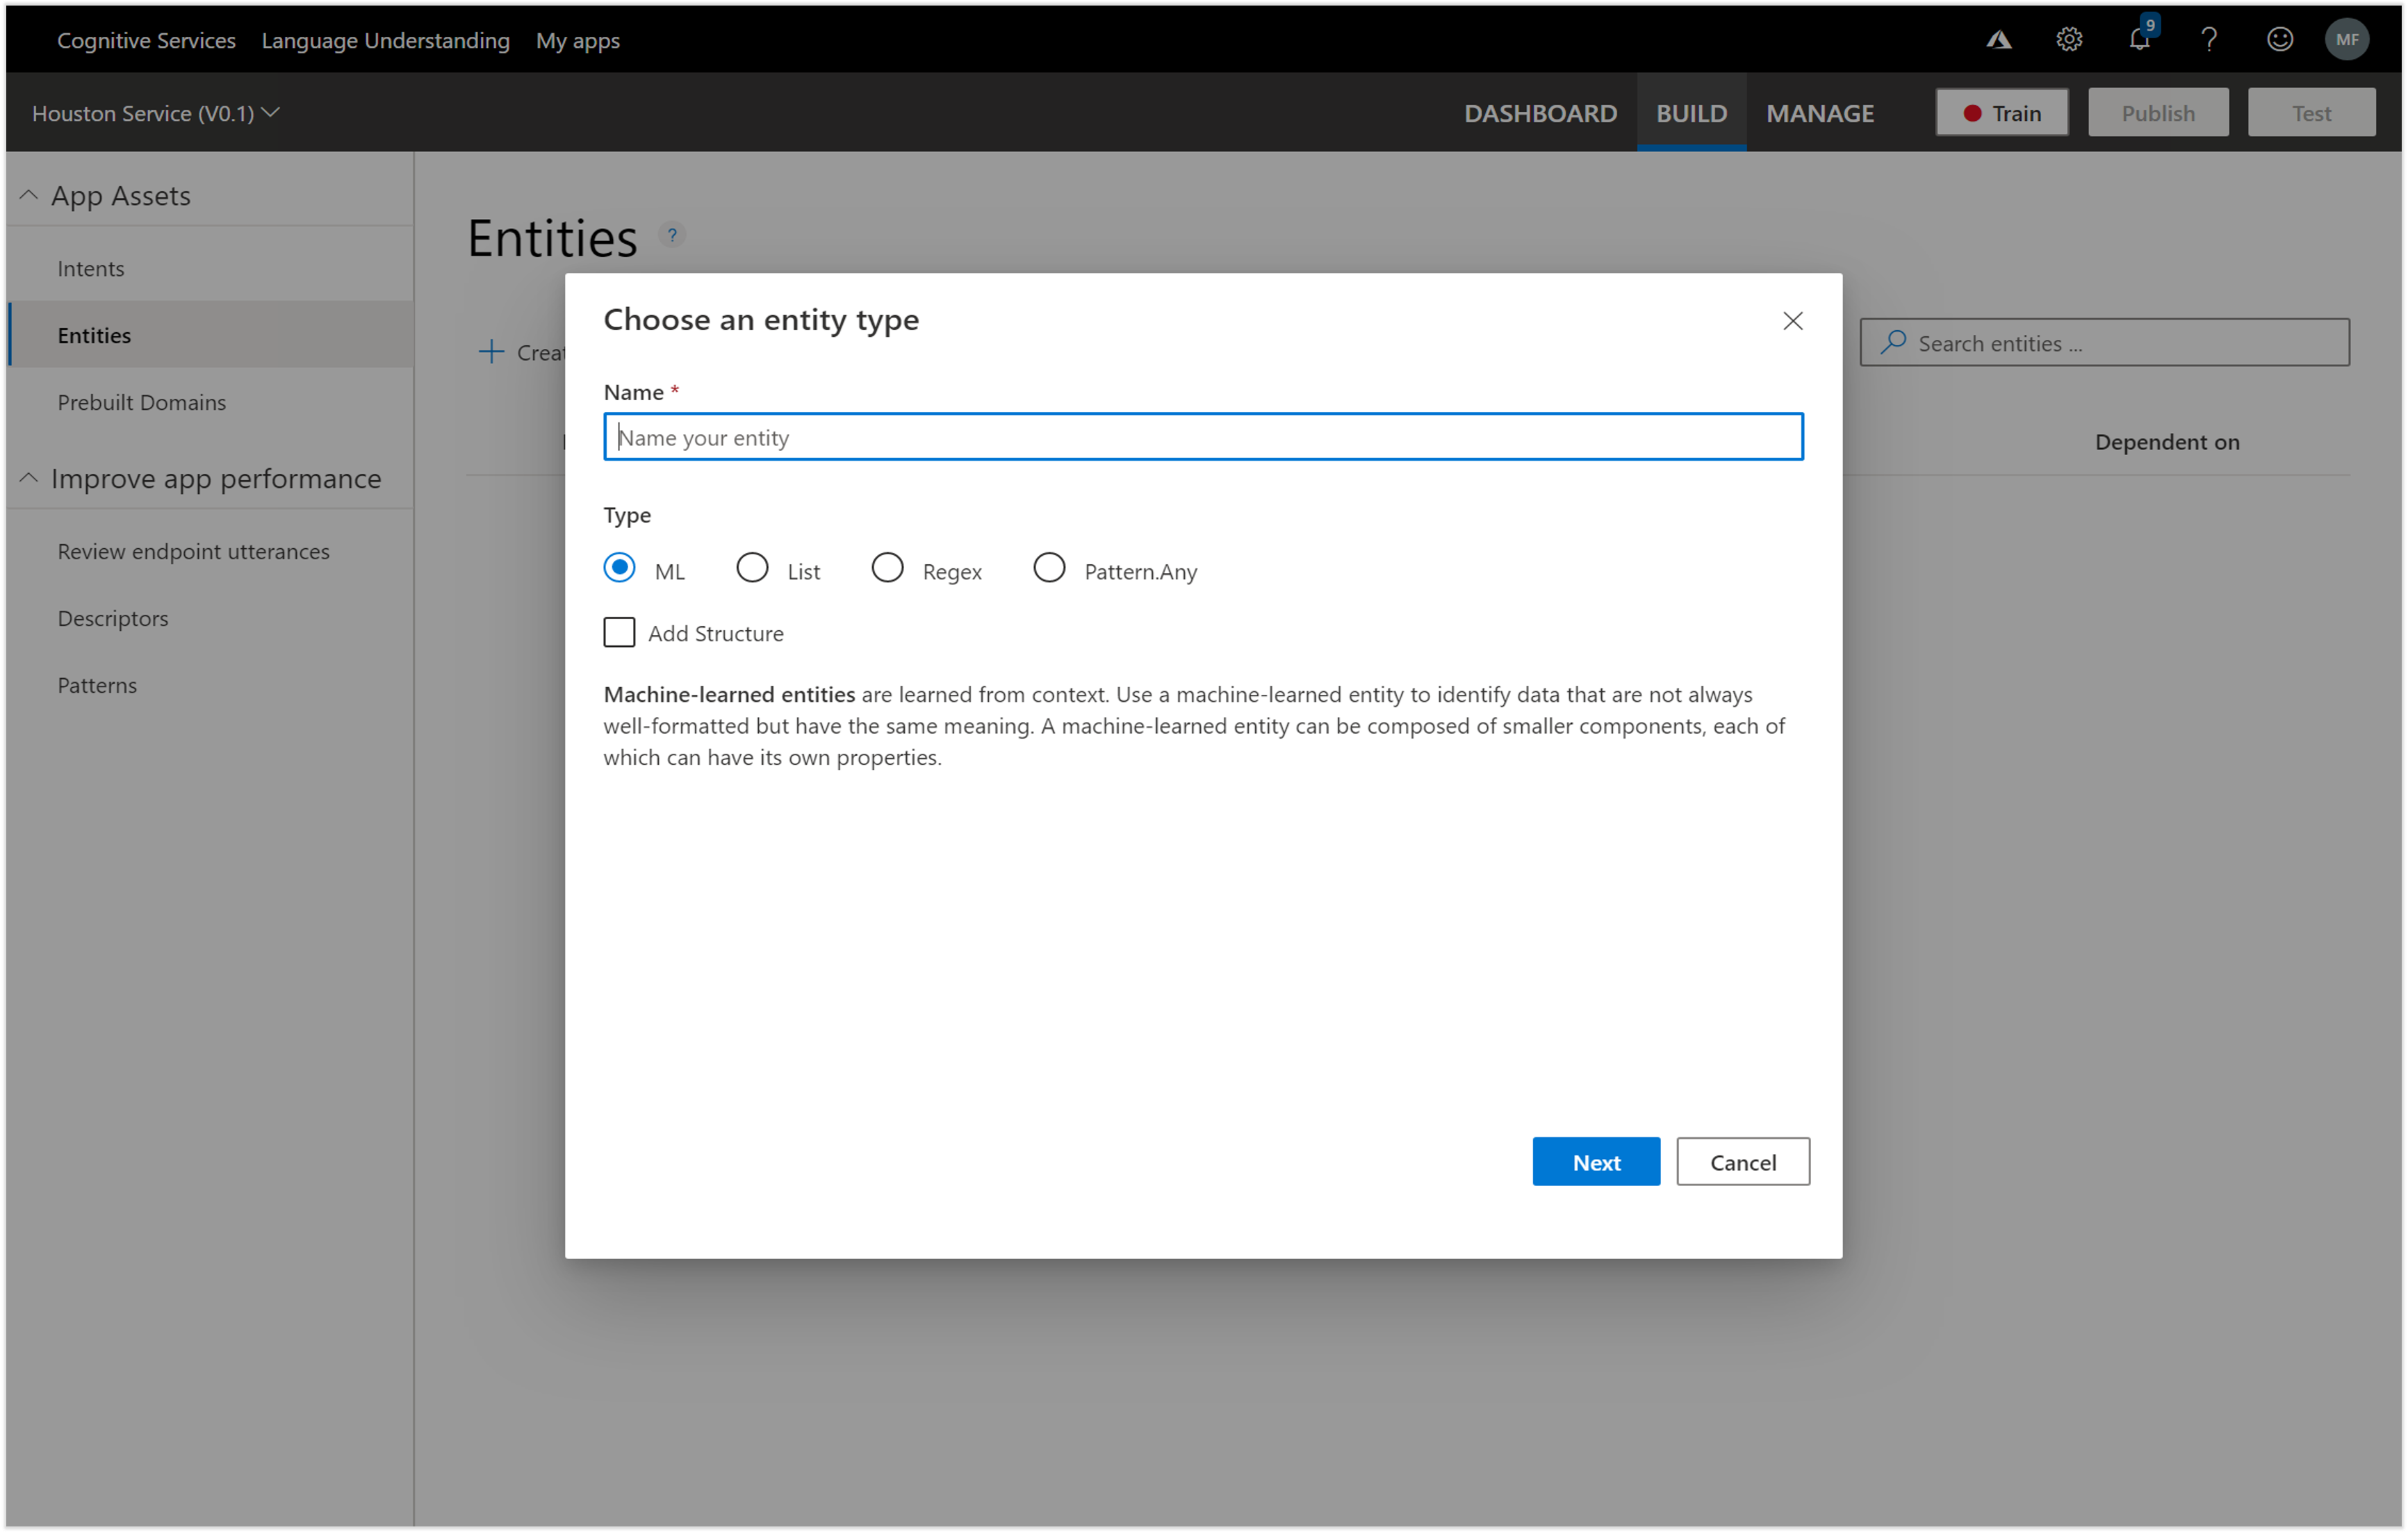 Cognitive Services Language Understanding My apps 9 ? MF
Houston Service (V0.1) DASHBOARD BUILD MANAGE Train Publish Test
App Assets
Intents
Entities
Prebuilt Domains
Improve app performance
Review endpoint utterances
Descriptors
Patterns
Entities ?
Search entities ...
Dependent on
Choose an entity type
Name *
Name your entity
Type
ML List Regex Pattern.Any
Add Structure
Machine-learned entities are learned from context. Use a machine-learned entity to identify data that are not always
well-formatted but have the same meaning. A machine-learned entity can be composed of smaller components, each of
which can have its own properties.
Next Cancel